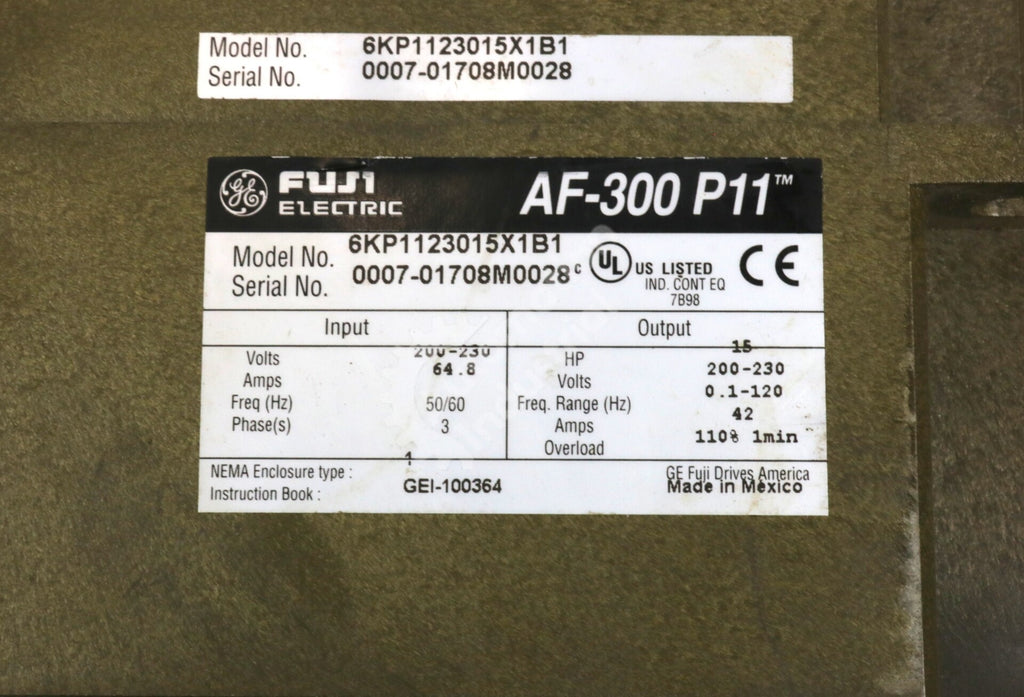 Model No. 6KP1123015X1B1
Serial No. 0007-01708M0028
GE FUJI ELECTRIC AF-300 P11™
Model No. 6KP1123015X1B1
Serial No. 0007-01708M0028
C UL US LISTED CE
IND. CONT EQ
7B98
Input Output
Volts 200-230
Amps 64.8
Freq (Hz) 50/60
Phase(s) 3
HP 15
Volts 200-230
Freq. Range (Hz) 0.1-120
Amps 42
Overload 110% 1min
NEMA Enclosure type : 1
Instruction Book : GEI-100364
GE Fuji Drives America
Made in Mexico